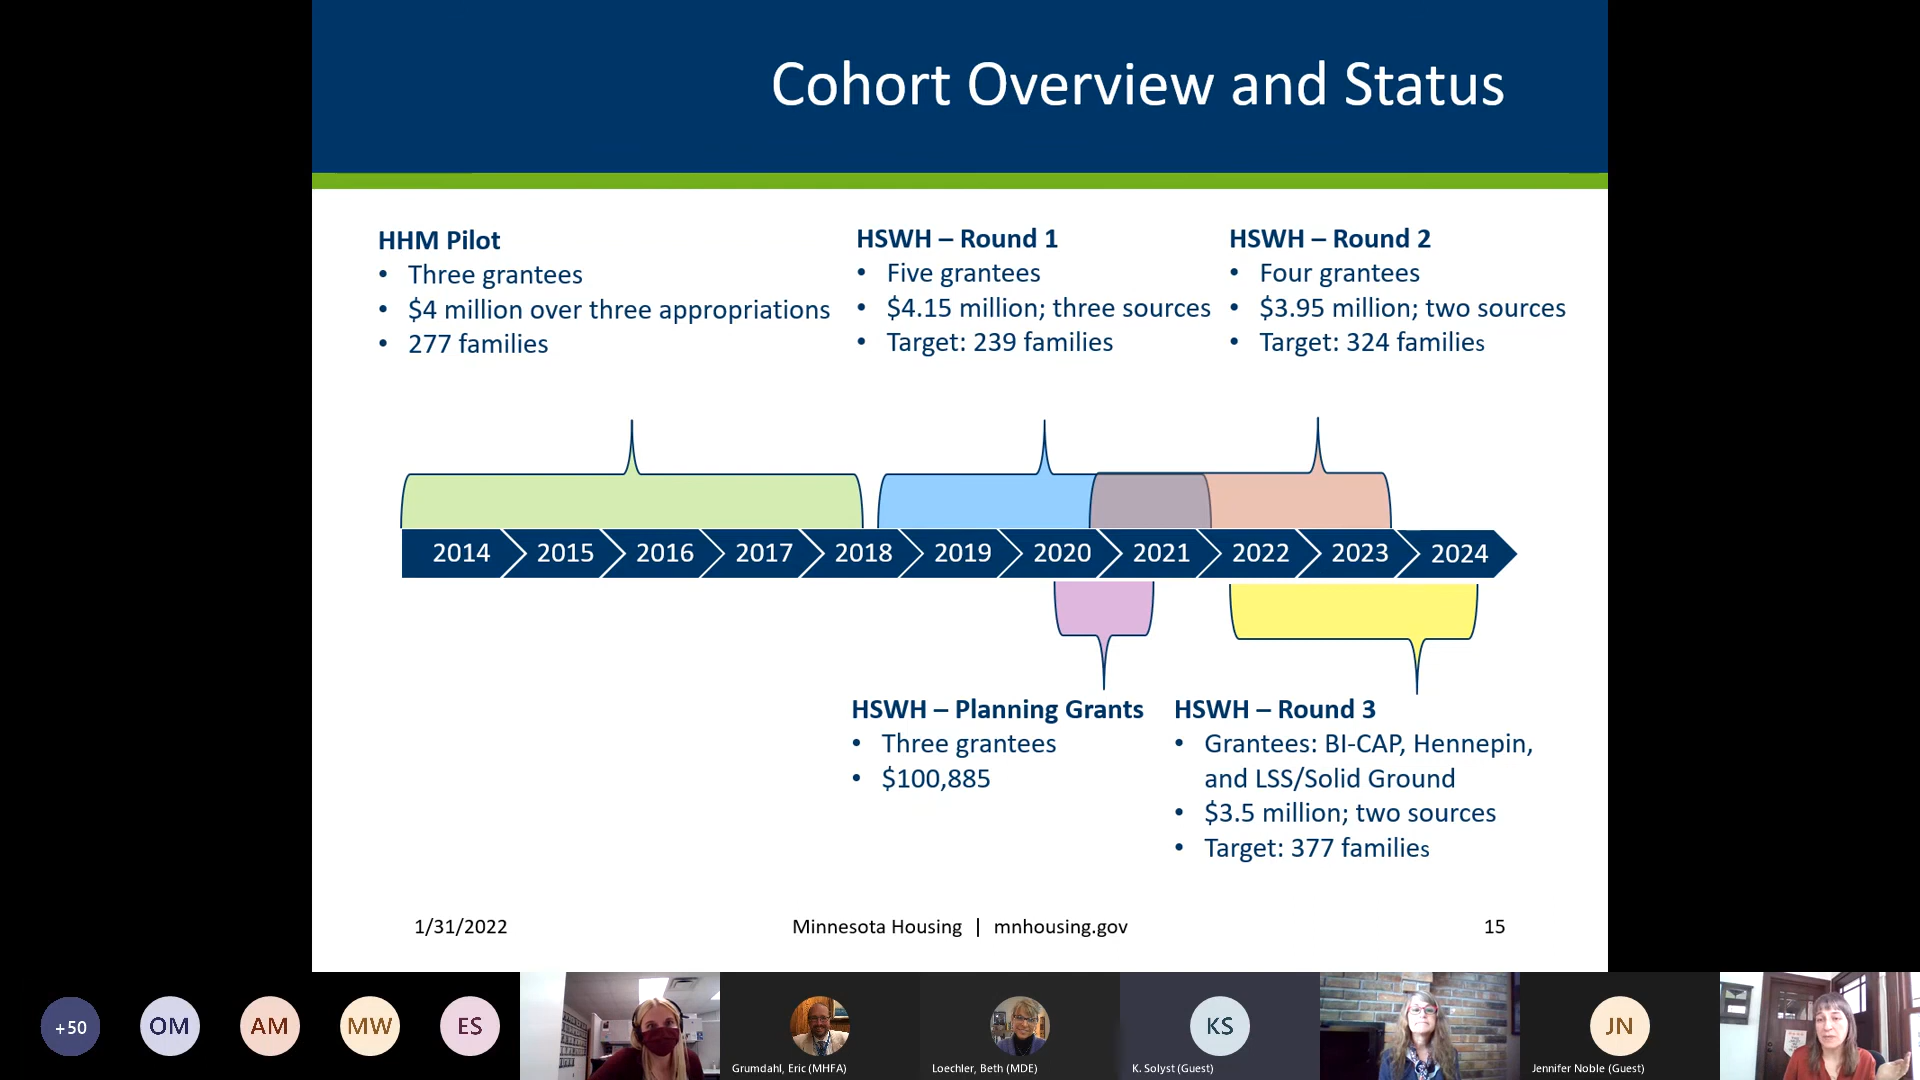 Cohort Overview and Status
HHM Pilot
• Three grantees
• $4 million over three appropriations
• 277 families
HSWH – Round 1
• Five grantees
• $4.15 million; three sources
• Target: 239 families
HSWH – Round 2
• Four grantees
• $3.95 million; two sources
• Target: 324 families
2014 2015 2016 2017 2018 2019 2020 2021 2022 2023 2024
HSWH – Planning Grants
• Three grantees
• $100,885
HSWH – Round 3
• Grantees: BI-CAP, Hennepin,
and LSS/Solid Ground
• $3.5 million; two sources
• Target: 377 families
1/31/2022
Minnesota Housing | mnhousing.gov
15
+50
OM
AM
MW
ES
Grumdahl, Eric (MHFA)
Loechler, Beth (MDE)
KS
K. Solyst (Guest)
JN
Jennifer Noble (Guest)